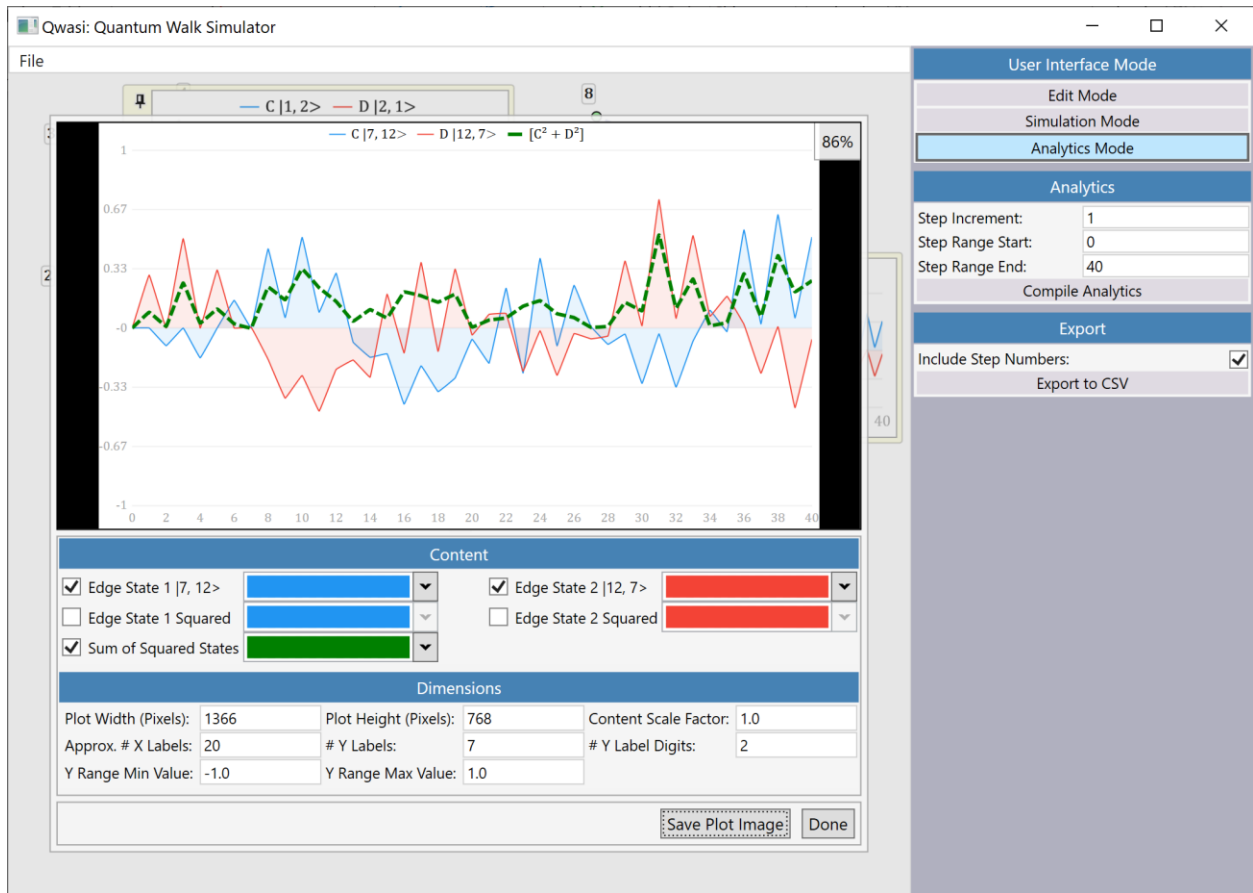 Qwasi: Quantum Walk Simulator
File
8
C |1, 2> D |2, 1>
C |7, 12> D |12, 7> [C² + D²]
86%
1
0.67
0.33
-0
-0.33
-0.67
-1
0 2 4 6 8 10 12 14 16 18 20 22 24 26 28 30 32 34 36 38 40
2
40
Content
Edge State 1 |7, 12>
Edge State 2 |12, 7>
Edge State 1 Squared
Edge State 2 Squared
Sum of Squared States
Dimensions
Plot Width (Pixels): 1366 Plot Height (Pixels): 768 Content Scale Factor: 1.0
Approx. # X Labels: 20 # Y Labels: 7 # Y Label Digits: 2
Y Range Min Value: -1.0 Y Range Max Value: 1.0
Save Plot Image Done
User Interface Mode
Edit Mode
Simulation Mode
Analytics Mode
Analytics
Step Increment: 1
Step Range Start: 0
Step Range End: 40
Compile Analytics
Export
Include Step Numbers:
Export to CSV